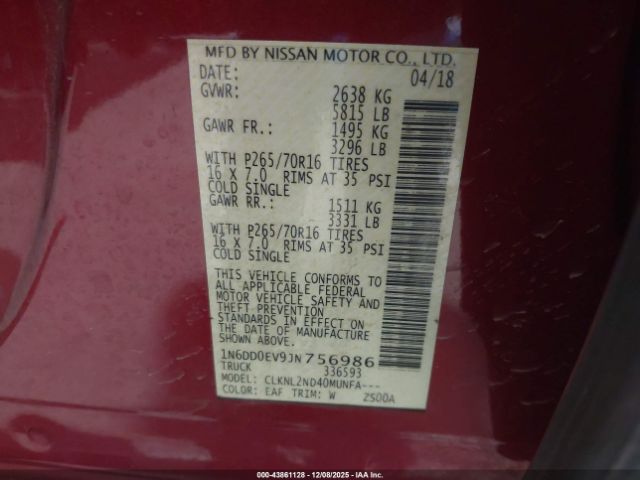 MFD BY NISSAN MOTOR CO., LTD.
DATE: 04/18
GVWR: 2638 KG
5815 LB
GAWR FR.: 1495 KG
3296 LB
WITH P265/70R16 TIRES
16 X 7.0 RIMS AT 35 PSI
COLD SINGLE
GAWR RR.: 1511 KG
3331 LB
WITH P265/70R16 TIRES
16 X 7.0 RIMS AT 35 PSI
COLD SINGLE
THIS VEHICLE CONFORMS TO
ALL APPLICABLE FEDERAL
MOTOR VEHICLE SAFETY AND
THEFT PREVENTION
STANDARDS IN EFFECT ON
THE DATE OF MANUFACTURE
SHOWN ABOVE.
1N6DD0EV9JN756986
TRUCK 336593
MODEL: CLKNL2ND40MUNFA---
COLOR: EAF TRIM: W 2S00A
000-43861128 - 12/08/2025 - IAA Inc.